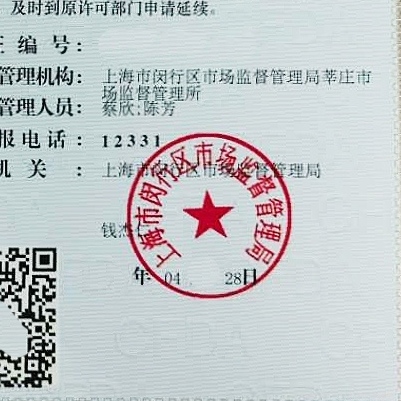 及时到原许可部门申请延续。
证编号:
管理机构: 上海市闵行区市场监督管理局莘庄市
场监督管理所
管理人员: 蔡欣;陈芳
报电话: 12331
机关: 上海市闵行区市场监督管理局
上海市闵行区市场监督管理局
钱杰
年 04 28日